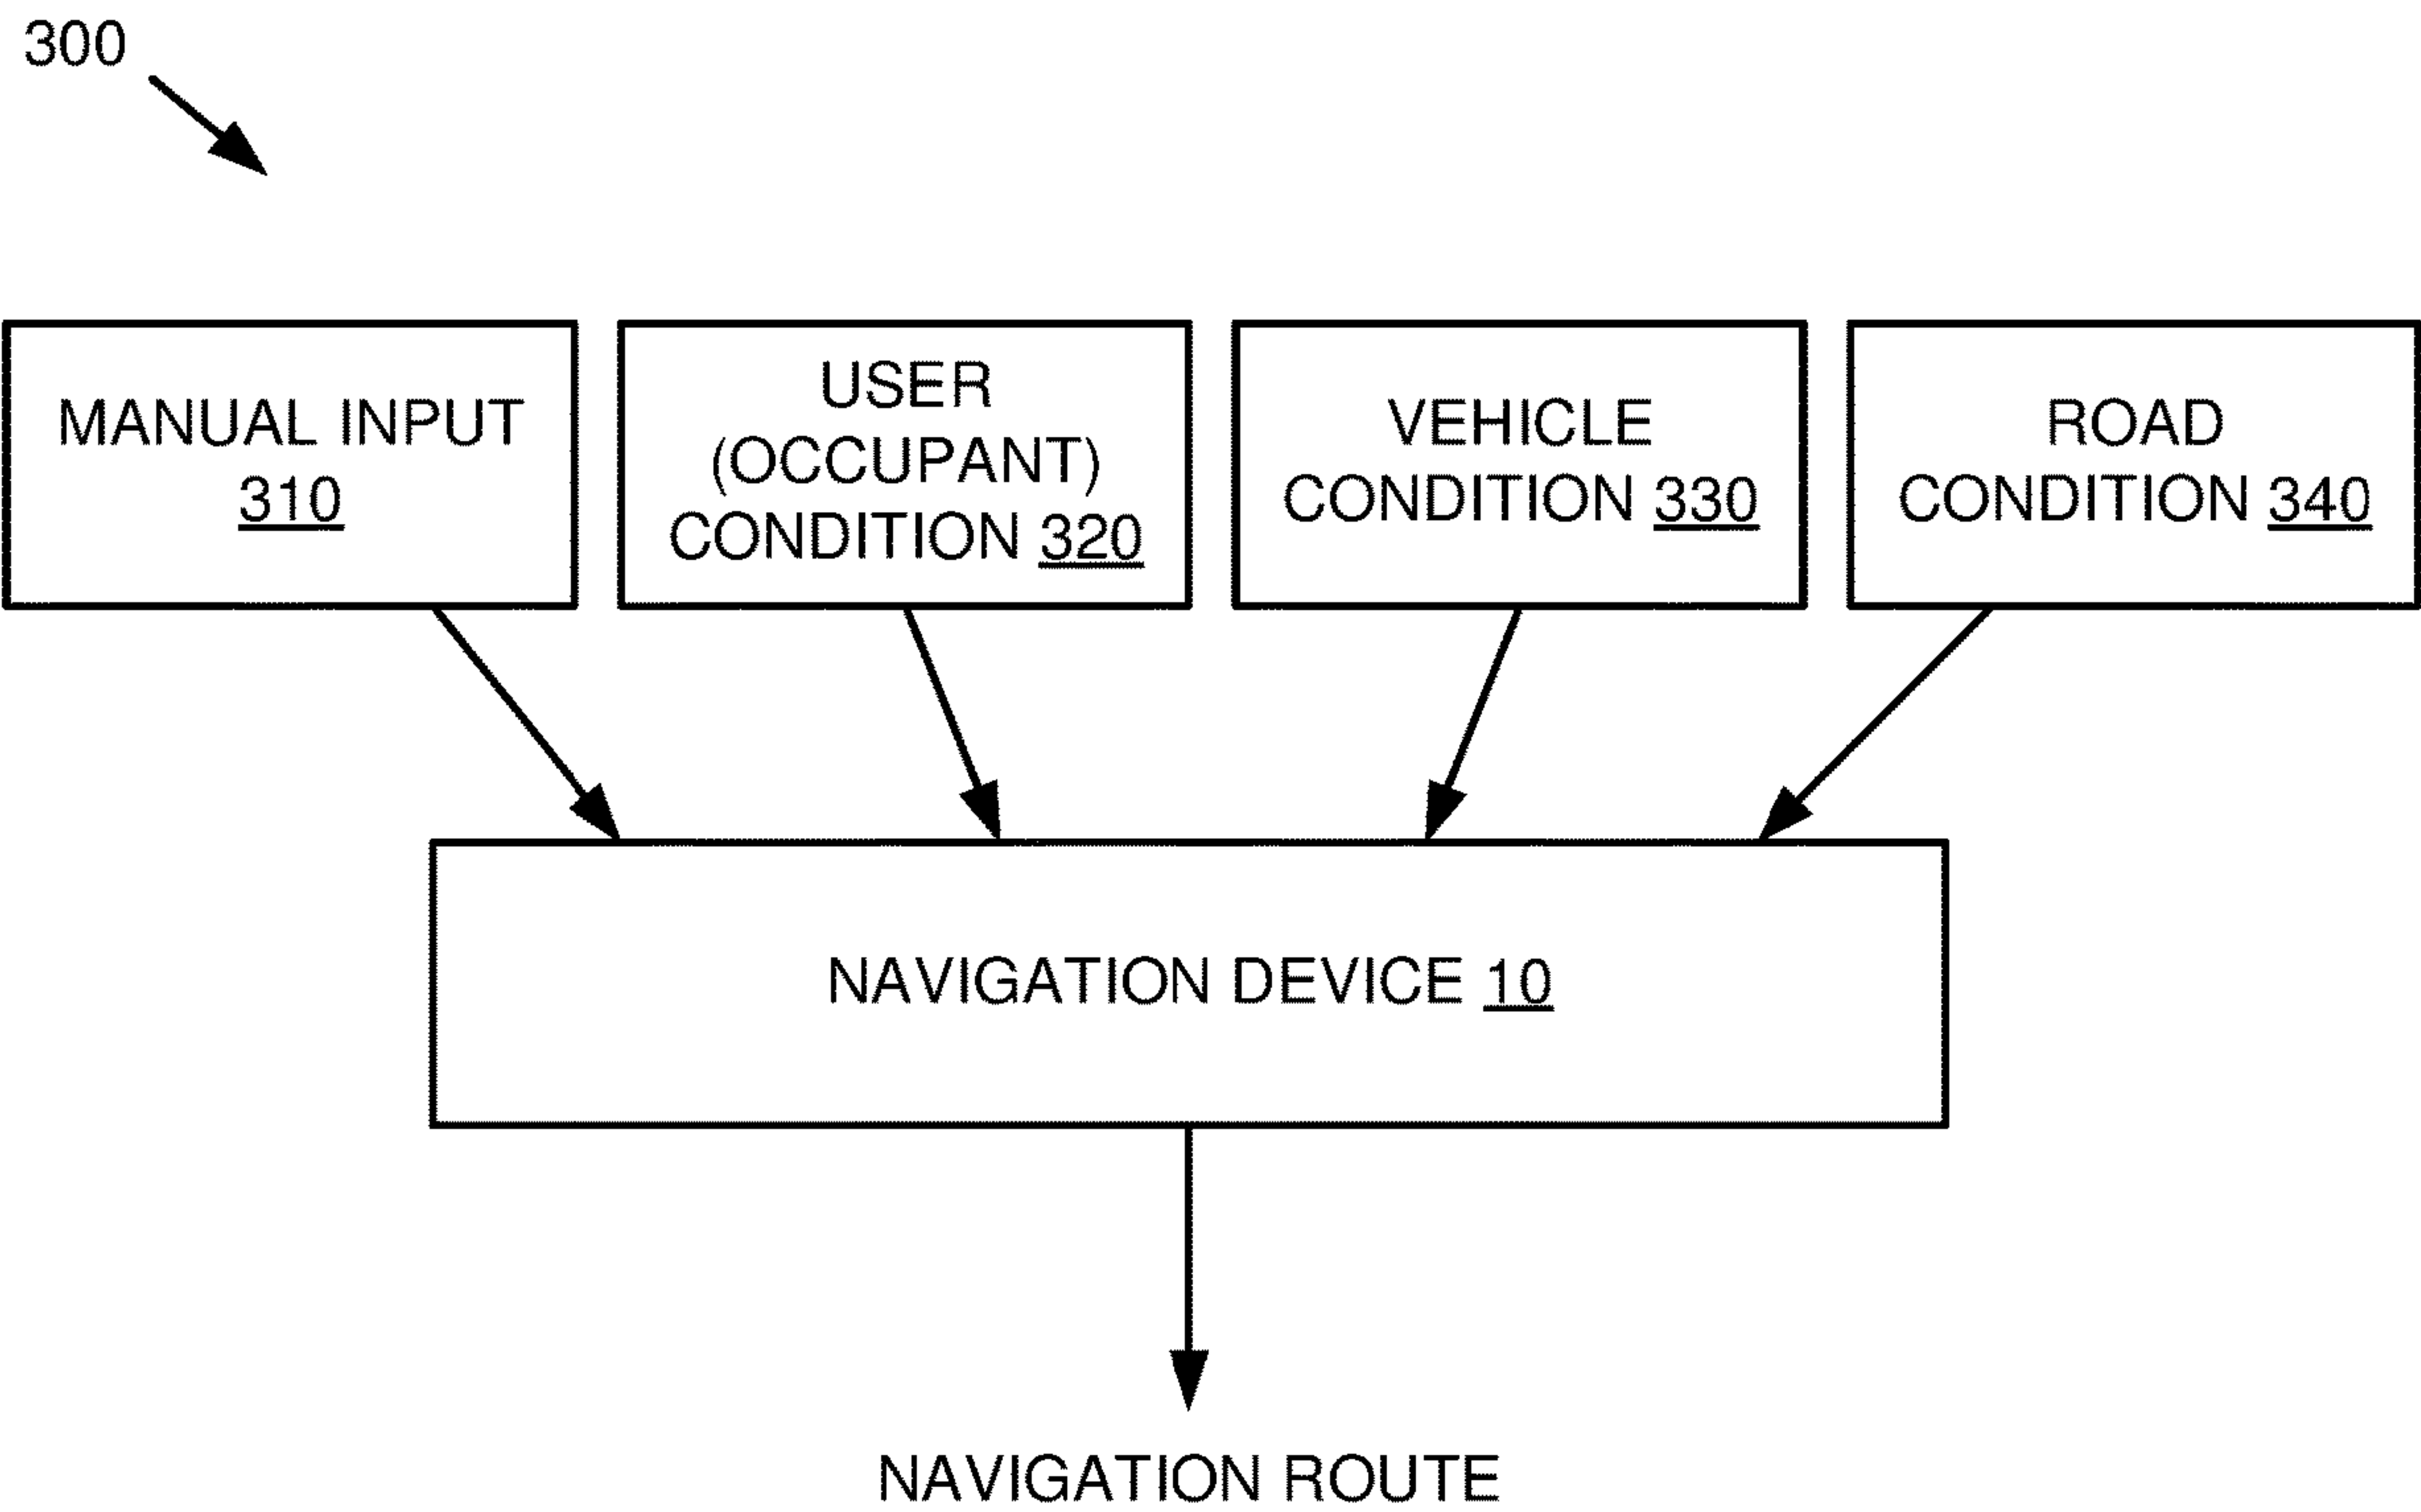 300
MANUAL INPUT
310
USER
(OCCUPANT)
CONDITION 320
VEHICLE
CONDITION 330
ROAD
CONDITION 340
NAVIGATION DEVICE 10
NAVIGATION ROUTE